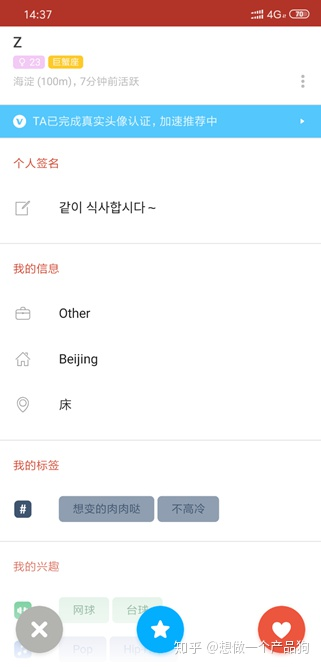 14:37
4G 70
Z
♀ 23 巨蟹座
海淀 (100m) , 7分钟前活跃
TA已完成真实头像认证, 加速推荐中
个人签名
같이 식사합시다 ~
我的信息
Other
Beijing
床
我的标签
# 想变的肉肉哒 不高冷
我的兴趣
网球 台球
Pop
知乎 @想做一个产品狗